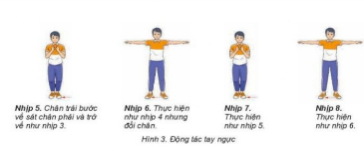 Nhịp 5. Chân trái bước
về sát chân phải và trở
về như nhịp 3.
Nhịp 6. Thực hiện
như nhịp 4 nhưng
đổi chân.
Nhịp 7.
Thực hiện
như nhịp 5.
Nhịp 8.
Thực hiện
như nhịp 6.
Hình 3. Động tác tay ngực